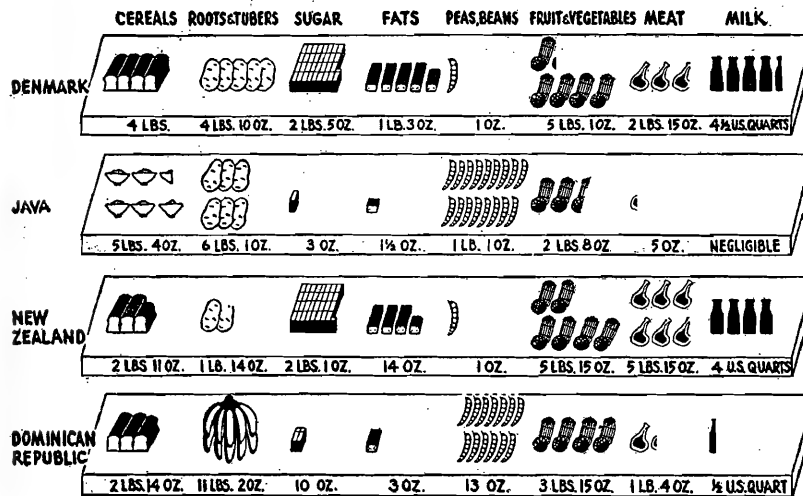 CEREALS ROOTS&TUBERS SUGAR FATS PEAS, BEANS FRUIT&VEGETABLES MEAT MILK
DENMARK
4 LBS. 4 LBS. 10 OZ. 2 LBS. 5 OZ. 1 LB. 3 OZ. 1 OZ. 5 LBS. 1 OZ. 2 LBS. 15 OZ. 4½ U.S. QUARTS
JAVA
5 LBS. 4 OZ. 6 LBS. 1 OZ. 3 OZ. 1½ OZ. 1 LB. 1 OZ. 2 LBS. 8 OZ. 5 OZ. NEGLIGIBLE
NEW
ZEALAND
2 LBS 11 OZ. 1 LB. 14 OZ. 2 LBS. 1 OZ. 14 OZ. 1 OZ. 5 LBS. 15 OZ. 5 LBS. 15 OZ. 4 U.S. QUARTS
DOMINICAN
REPUBLIC
2 LBS. 14 OZ. 11 LBS. 2 OZ. 10 OZ. 3 OZ. 13 OZ. 3 LBS. 15 OZ. 1 LB. 4 OZ. ½ U.S. QUART